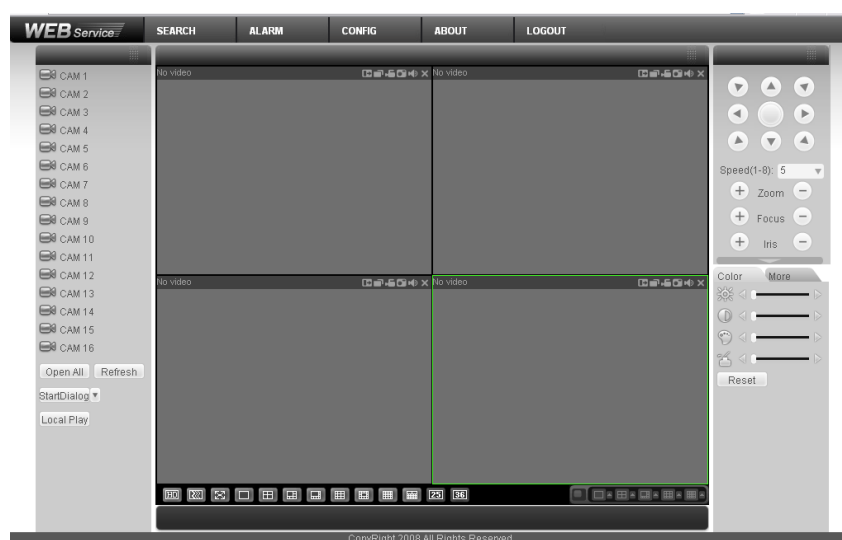 WEB Service
SEARCH ALARM CONFIG ABOUT LOGOUT
CAM 1
CAM 2
CAM 3
CAM 4
CAM 5
CAM 6
CAM 7
CAM 8
CAM 9
CAM 10
CAM 11
CAM 12
CAM 13
CAM 14
CAM 15
CAM 16
Open All Refresh
StartDialog
Local Play
No video
No video
No video
No video
HD
25 36
Speed(1-8): 5
Zoom
Focus
Iris
Color More
Reset
CopyRight 2008 All Rights Reserved